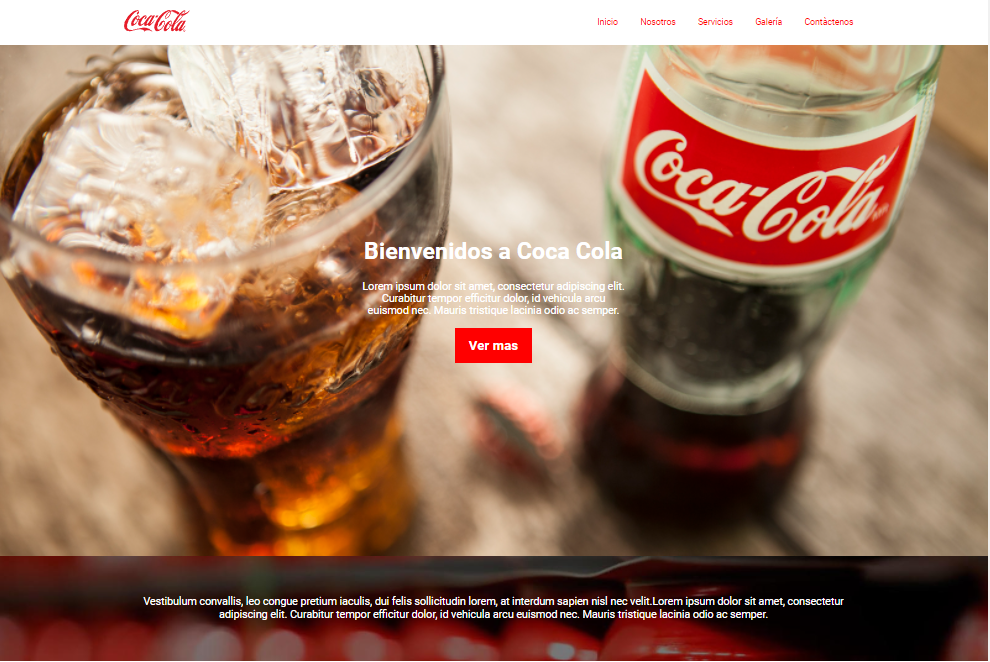 Coca-Cola
Inicio Nosotros Servicios Galería Contáctenos
Coca-Cola
Bienvenidos a Coca Cola
Lorem ipsum dolor sit amet, consectetur adipiscing elit.
Curabitur tempor efficitur dolor, id vehicula arcu
euismod nec. Mauris tristique lacinia odio ac semper.
Ver mas
Vestibulum convallis, leo congue pretium iaculis, dui felis sollicitudin lorem, at interdum sapien nisl nec velit.Lorem ipsum dolor sit amet, consectetur
adipiscing elit. Curabitur tempor efficitur dolor, id vehicula arcu euismod nec. Mauris tristique lacinia odio ac semper.